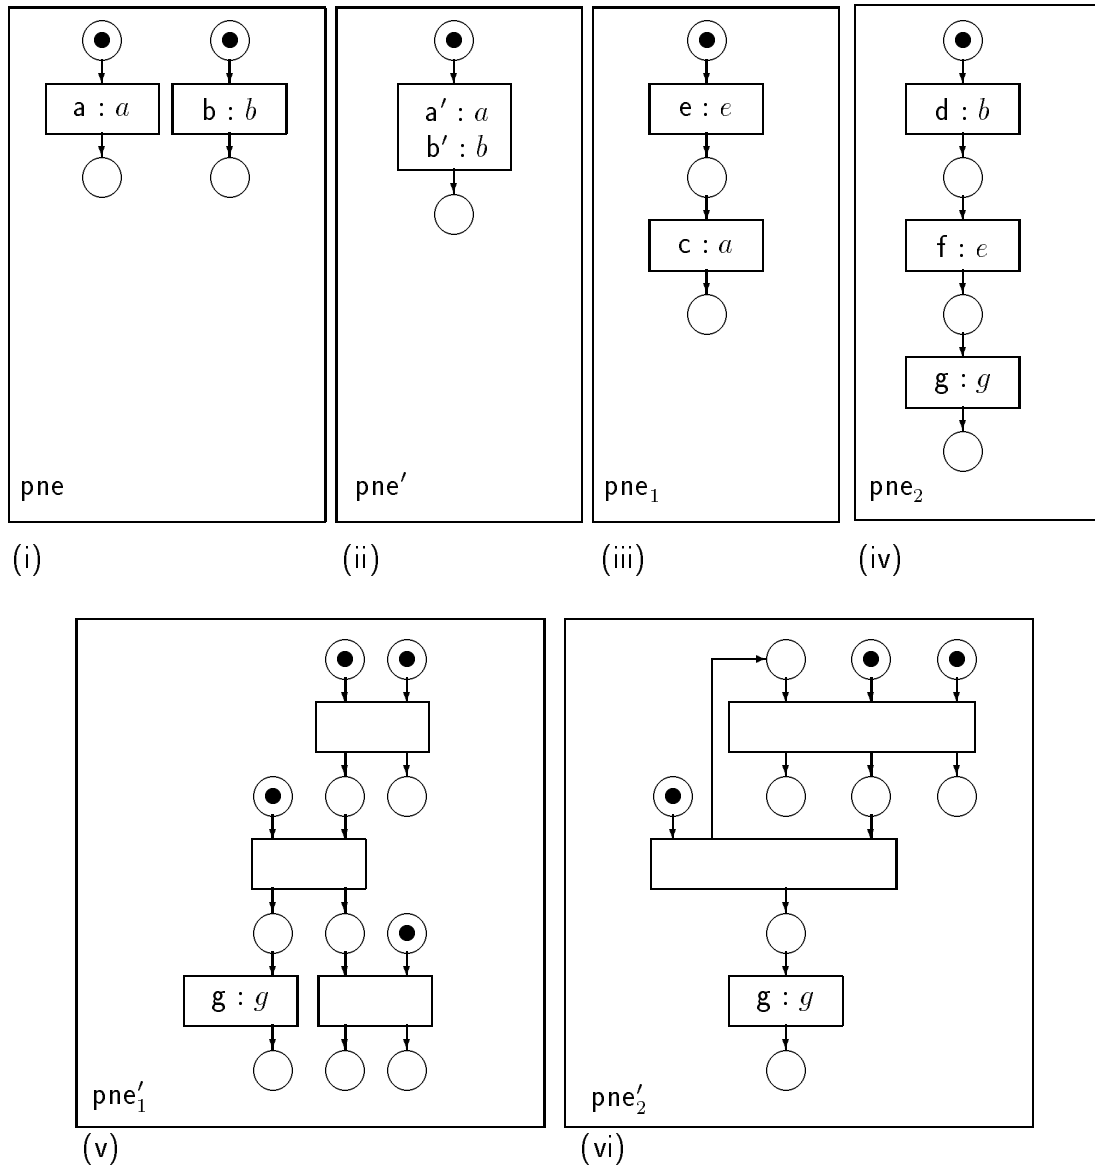 a : a
b : b
a′ : a
b′ : b
e : e
d : b
c : a
f : e
g : g
pne
pne′
pne₁
pne₂
(i)
(ii)
(iii)
(iv)
g : g
g : g
pne′₁
pne′₂
(v)
(vi)